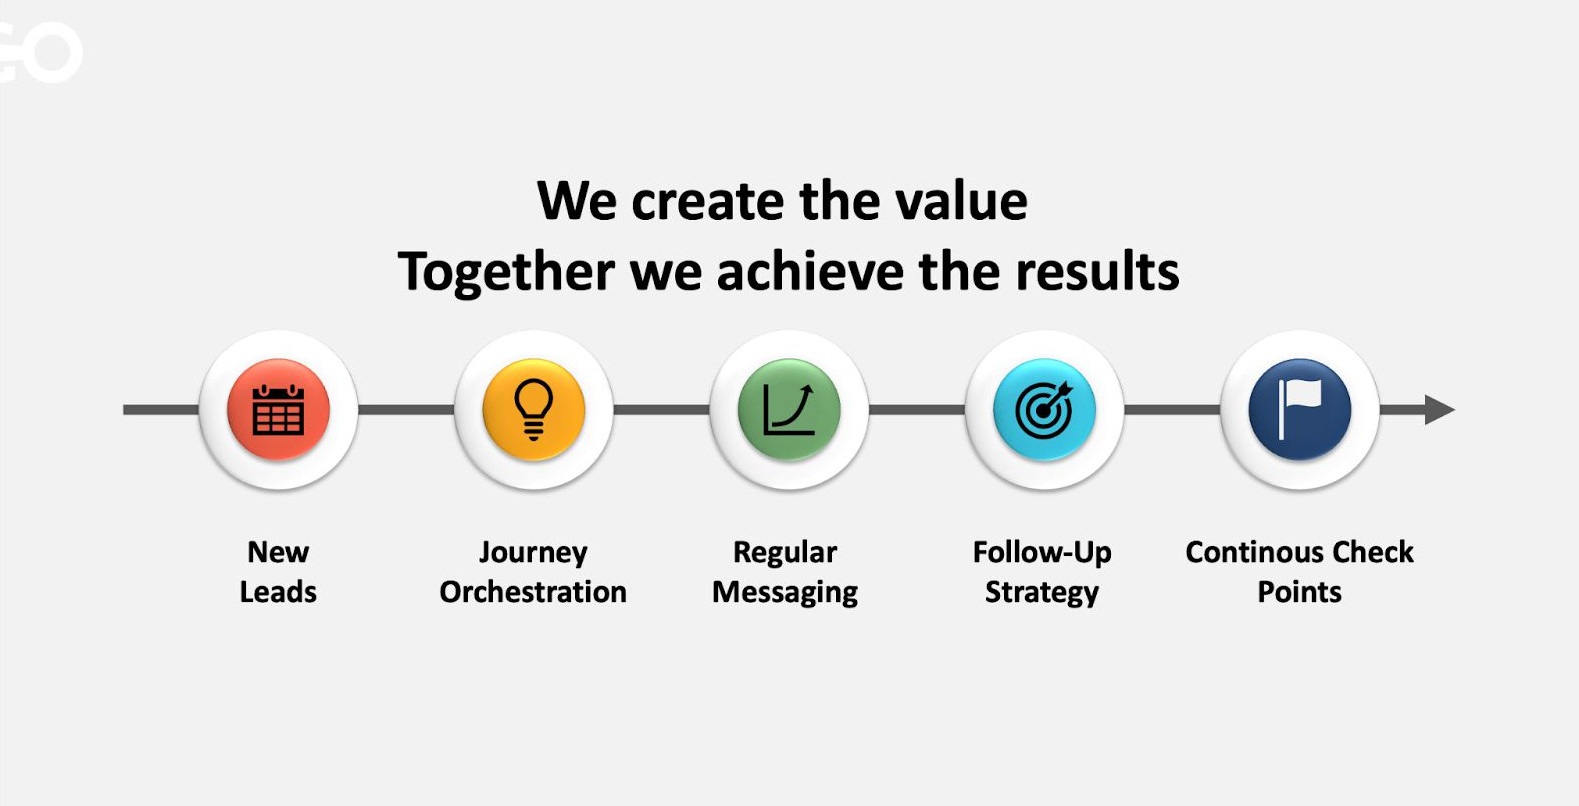 We create the value
Together we achieve the results
New
Leads
Journey
Orchestration
Regular
Messaging
Follow-Up
Strategy
Continous Check
Points